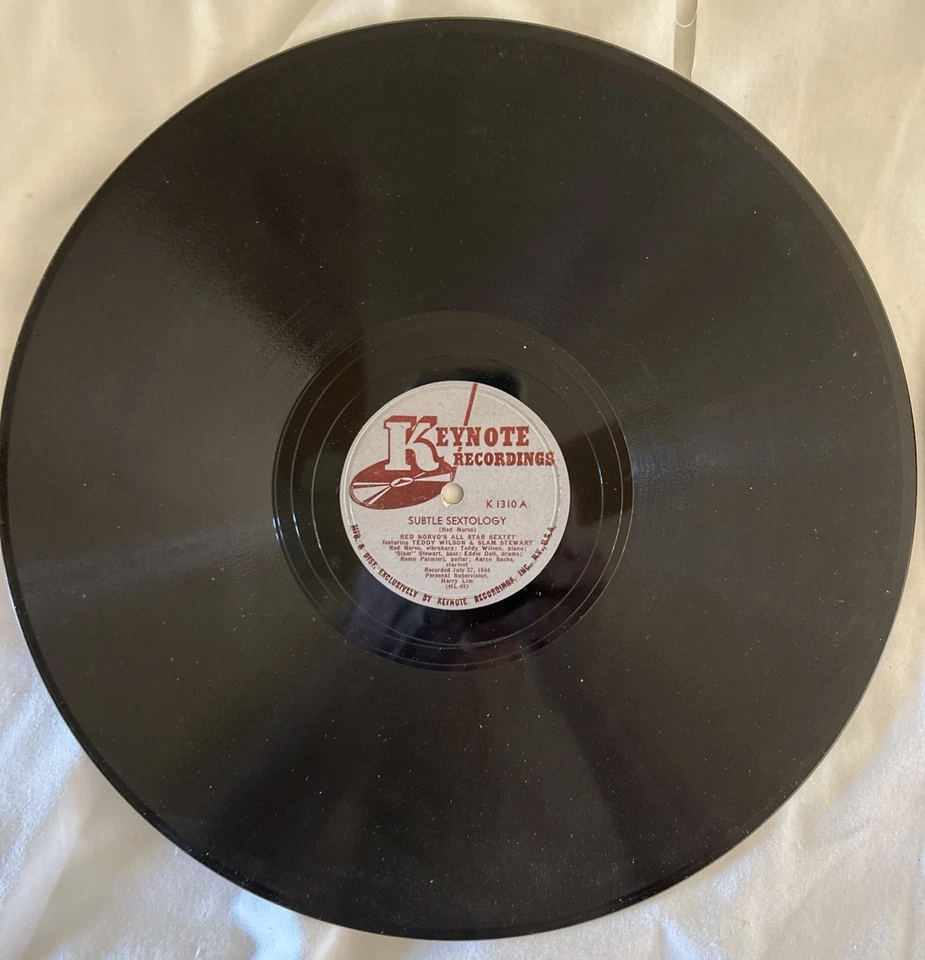 KEYNOTE
RECORDINGS
K 1310 A
SUBTLE SEXTOLOGY
(Red Norvo)
RED NORVO'S ALL STAR SEXTET
featuring TEDDY WILSON & SLAM STEWART
Red Norvo, vibraharp; Teddy Wilson, piano;
"Slam" Stewart, bass; Eddie Dell, drums;
Remo Palmieri, guitar; Aaron Sachs,
clarinet
Recorded July 27, 1944
Personal Supervision,
Harry Lim
(HL 49)
MFD. & DIST. EXCLUSIVELY BY KEYNOTE RECORDINGS, INC., N.Y., U.S.A.